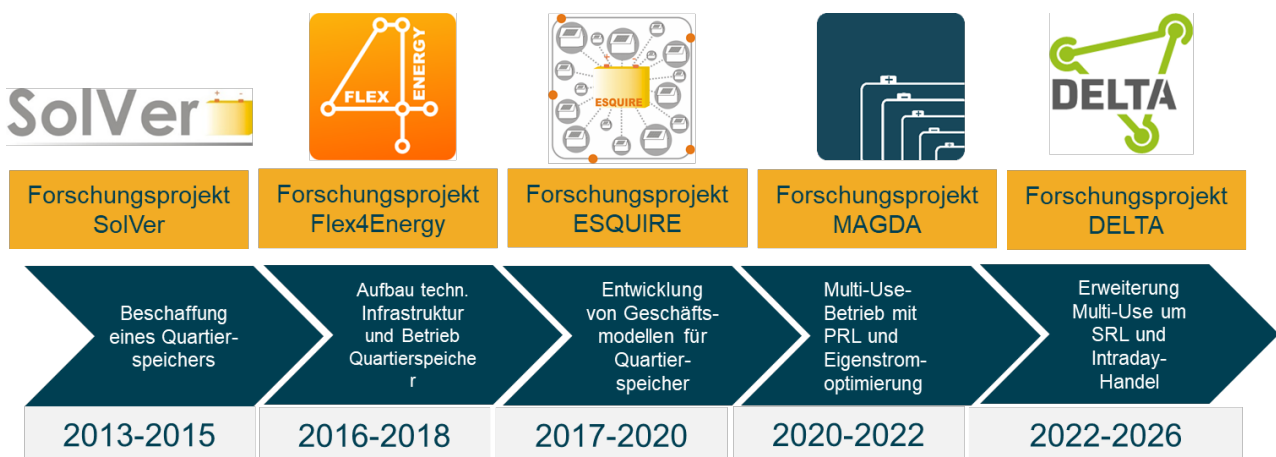 SolVer
FLEX
ENERGY
ESQUIRE
DELTA
Forschungsprojekt
SolVer
Forschungsprojekt
Flex4Energy
Forschungsprojekt
ESQUIRE
Forschungsprojekt
MAGDA
Forschungsprojekt
DELTA
Beschaffung
eines Quartier-
speichers
Aufbau techn.
Infrastruktur
und Betrieb
Quartierspeiche
r
Entwicklung
von Geschäfts-
modellen für
Quartier-
speicher
Multi-Use-
Betrieb mit
PRL und
Eigenstrom-
optimierung
Erweiterung
Multi-Use um
SRL und
Intraday-
Handel
2013-2015
2016-2018
2017-2020
2020-2022
2022-2026